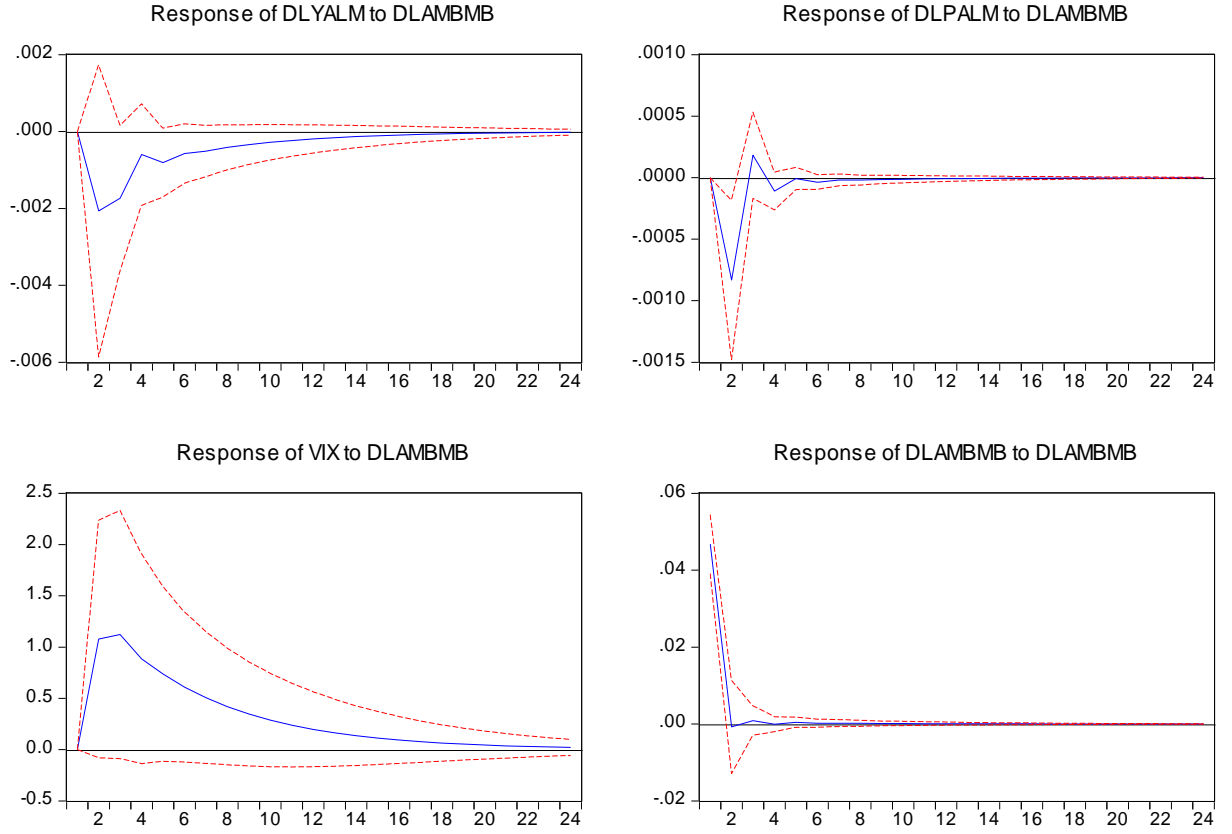 Response of DLYALM to DLAMBMB
.002
.000
-.002
-.004
-.006
2 4 6 8 10 12 14 16 18 20 22 24
Response of DLPALM to DLAMBMB
.0010
.0005
.0000
-.0005
-.0010
-.0015
2 4 6 8 10 12 14 16 18 20 22 24
Response of VIX to DLAMBMB
2.5
2.0
1.5
1.0
0.5
0.0
-0.5
2 4 6 8 10 12 14 16 18 20 22 24
Response of DLAMBMB to DLAMBMB
.06
.04
.02
.00
-.02
2 4 6 8 10 12 14 16 18 20 22 24